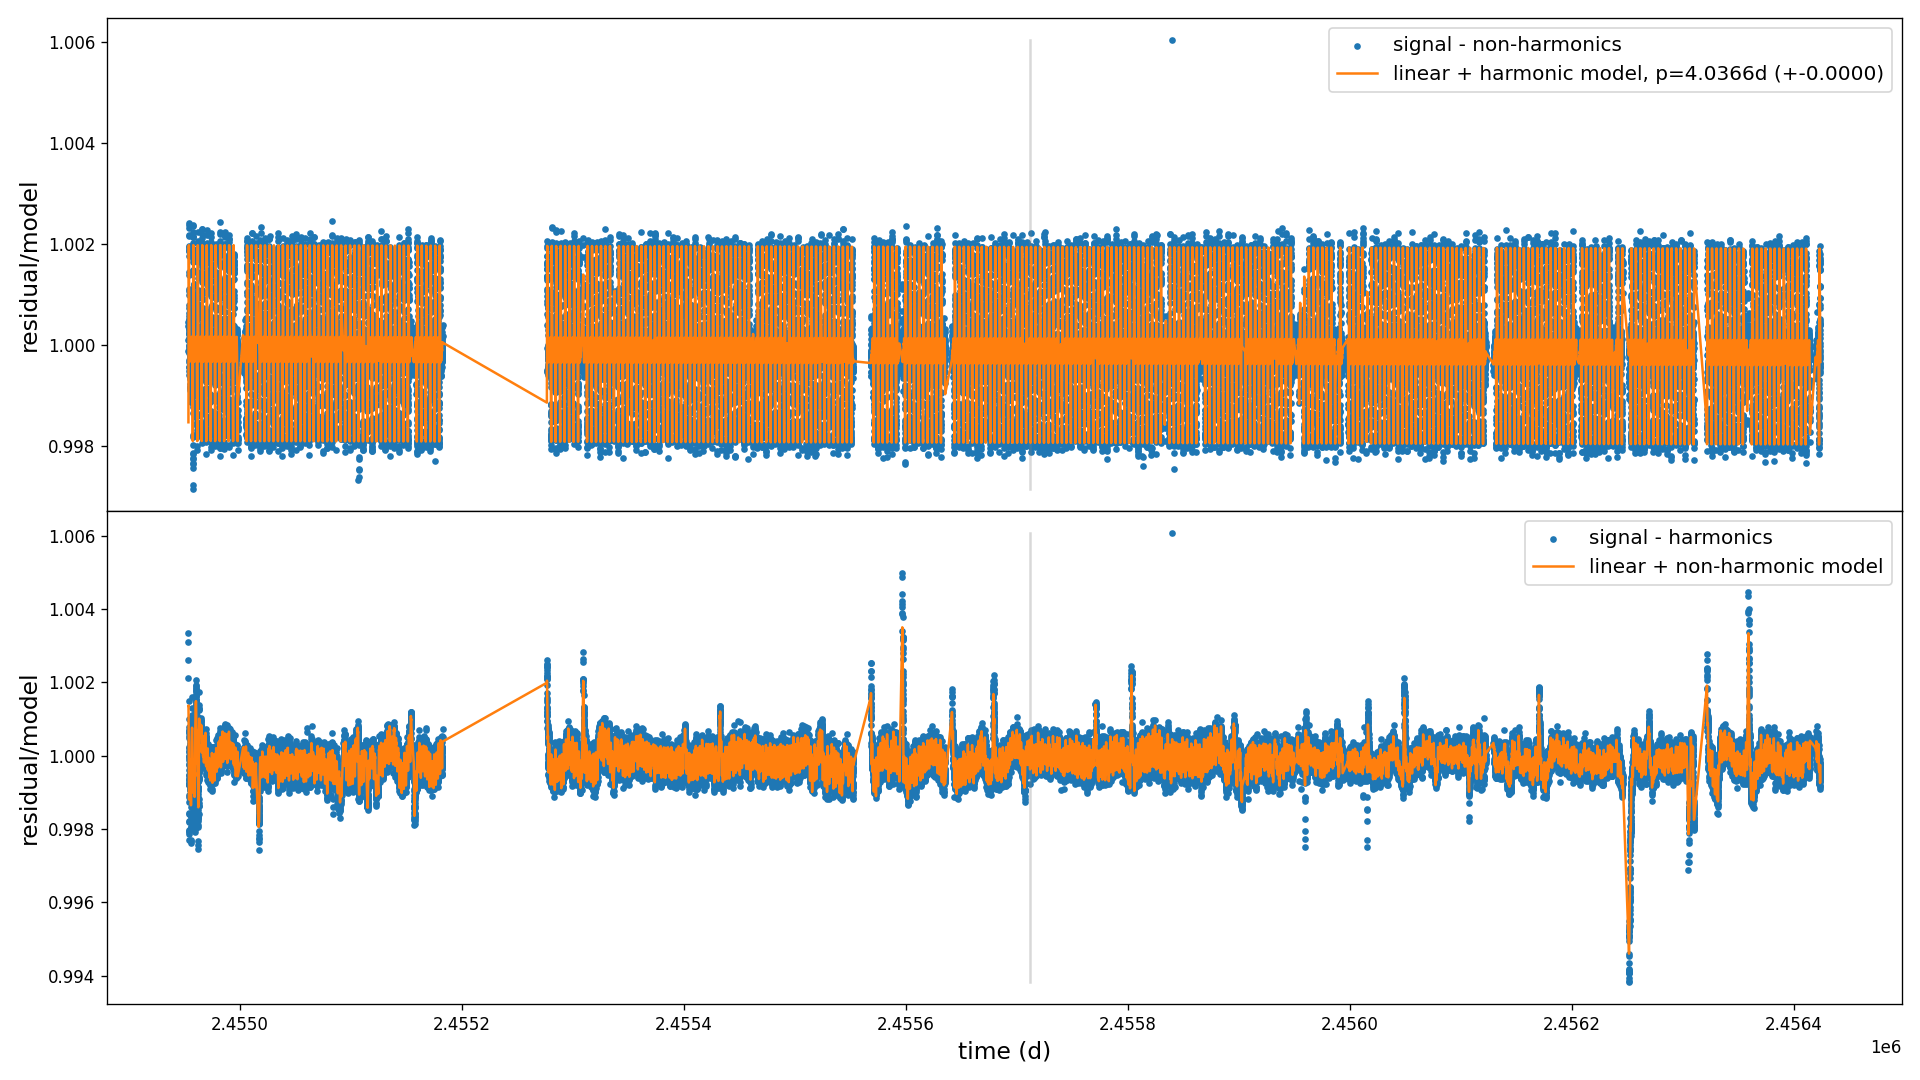 signal - non-harmonics
linear + harmonic model, p=4.0366d (+-0.0000)
residual/model
1.006
1.004
1.002
1.000
0.998
signal - harmonics
linear + non-harmonic model
residual/model
1.006
1.004
1.002
1.000
0.998
0.996
0.994
2.4550 2.4552 2.4554 2.4556 2.4558 2.4560 2.4562 2.4564
1e6
time (d)